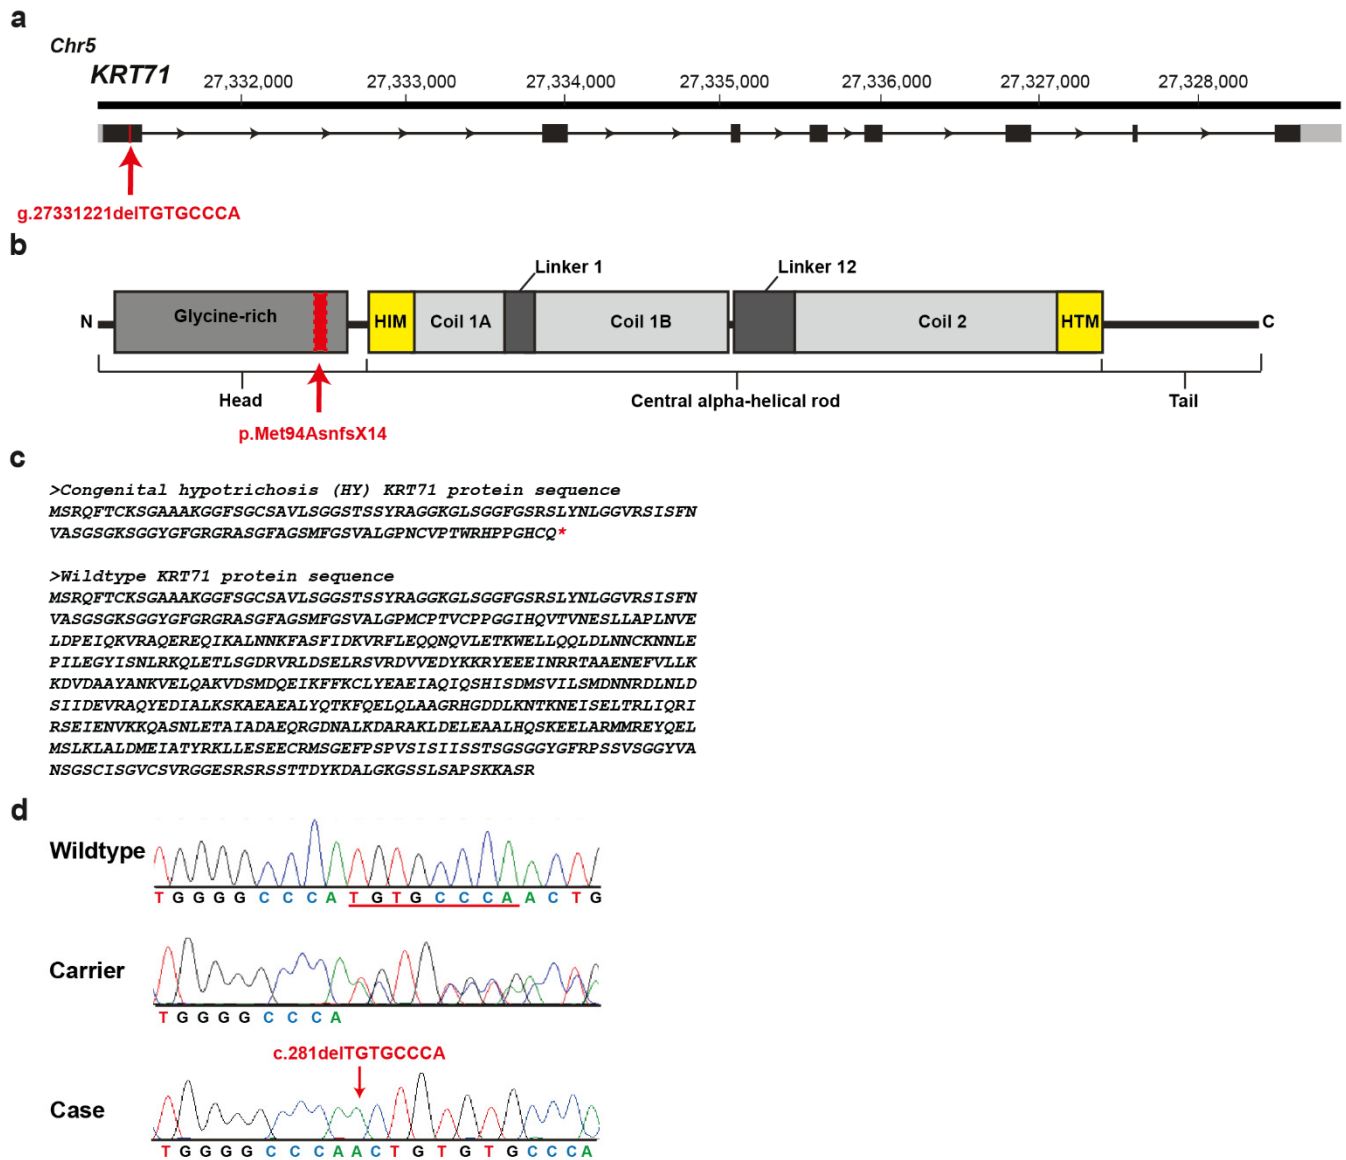 a
Chr5
KRT71
27,332,000 27,333,000 27,334,000 27,335,000 27,336,000 27,327,000 27,328,000
g.27331221delTGTGCCCA
b
Linker 1 Linker 12
N Glycine-rich HIM Coil 1A Coil 1B Coil 2 HTM C
Head Central alpha-helical rod Tail
p.Met94AsnfsX14
c
>Congenital hypotrichosis (HY) KRT71 protein sequence
MSRQFTCKSGAAAKGGFSGCSAVLSGGSTSSYRAGGKGLSGGFGSRSLYNLGGVRSISFN
VASGSGKSGGYGFGRGRASGFAGSMFGSVALGPNCVPTWRHPPGHCQ*
>Wildtype KRT71 protein sequence
MSRQFTCKSGAAAKGGFSGCSAVLSGGSTSSYRAGGKGLSGGFGSRSLYNLGGVRSISFN
VASGSGKSGGYGFGRGRASGFAGSMFGSVALGPMCPTVCPPGGIHQVTVNESLLAPLNVE
LDPEIQKVRAQEREQIKALNNKFASFIDKVRFLEQQNQVLETKWELLQQLDLNNCKNNLE
PILEGYISNLRKQLETLSGDRVRLDSELRSVRDVVEDYKKRYEEEINRRTAAENEFVLLK
KDVDAAYANKVELQAKVDSMDQEIKFFKCLYEAEIAQIQSHISDMSVILSMDNNRDLNLD
SIIDEVRAQYEDIALKSKAEAEALYQTKFQELQLAAGRHGDDLKNTKNEISELTRLIQRI
RSEIENVKKQASNLETAIADAEQRGDNALKDARAKLDELEAALHQSKEELARMMREYQEL
MSLKLALDMEIATYRKLLESEECRMSGEFPSPVSISIISSTSGSGGYGFRPSSVSGGYVA
NSGSCISGVCSVRGGESRSRSSTTDYKDALGKGSSLSAPSKKASR
d
Wildtype
TGGGGCCCATGTGCCCAACTG
Carrier
TGGGGCCCA
c.281delTGTGCCCA
Case
TGGGGCCCAACTGTGTGCCCA